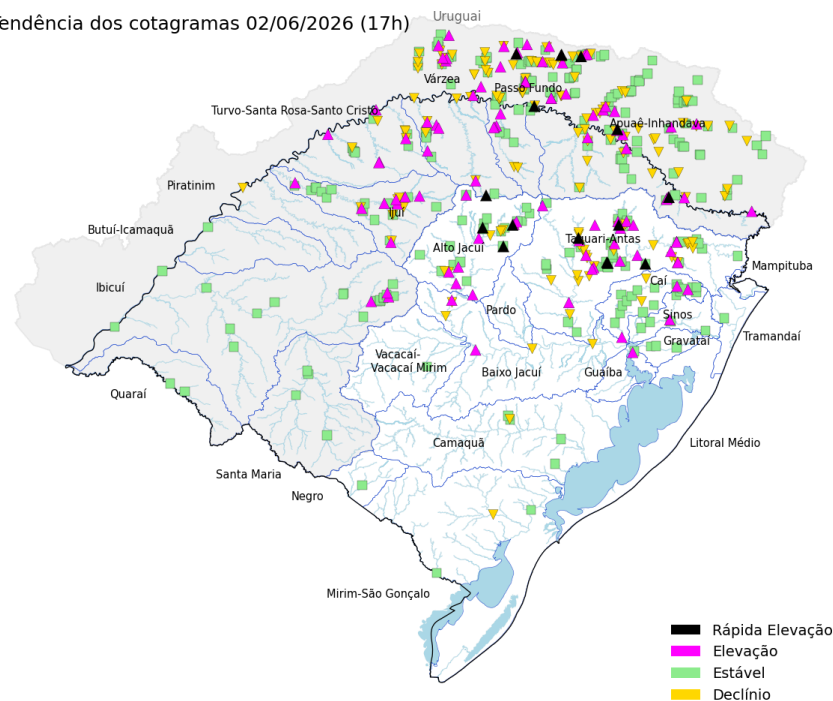 endência dos cotagramas 02/06/2026 (17h)
Uruguai
Várzea
Passo Fundo
Turvo-Santa Rosa-Santo Cristo
Apuaê-Inhandava
Piratinim
Ijuí
Butuí-Icamaquã
Alto Jacuí
Taquari-Antas
Mampituba
Ibicuí
Caí
Pardo
Sinos
Tramandaí
Gravataí
Vacacaí-
Vacacaí Mirim
Baixo Jacuí
Guaíba
Quaraí
Camaquã
Litoral Médio
Santa Maria
Negro
Mirim-São Gonçalo
Rápida Elevação
Elevação
Estável
Declínio